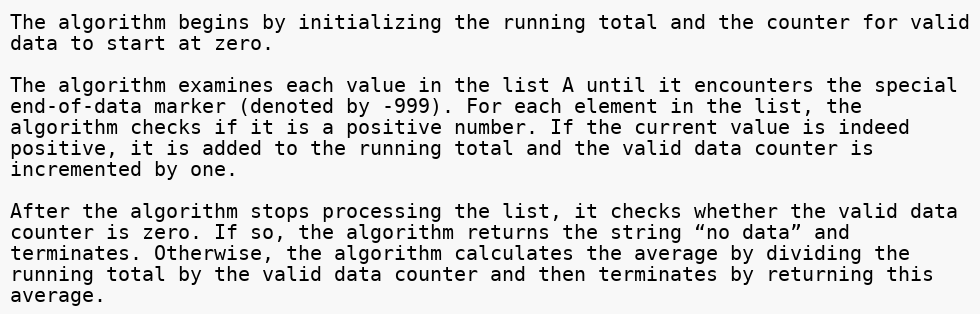 The algorithm begins by initializing the running total and the counter for valid
data to start at zero.

The algorithm examines each value in the list A until it encounters the special
end-of-data marker (denoted by -999). For each element in the list, the
algorithm checks if it is a positive number. If the current value is indeed
positive, it is added to the running total and the valid data counter is
incremented by one.

After the algorithm stops processing the list, it checks whether the valid data
counter is zero. If so, the algorithm returns the string “no data” and
terminates. Otherwise, the algorithm calculates the average by dividing the
running total by the valid data counter and then terminates by returning this
average.